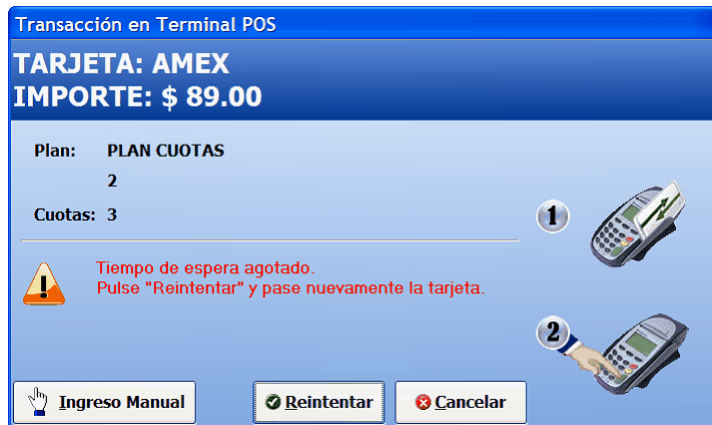 Transacción en Terminal POS
TARJETA: AMEX
IMPORTE: $ 89.00
Plan: PLAN CUOTAS
2
Cuotas: 3
1
Tiempo de espera agotado.
Pulse "Reintentar" y pase nuevamente la tarjeta.
2
Ingreso Manual
Reintentar
Cancelar